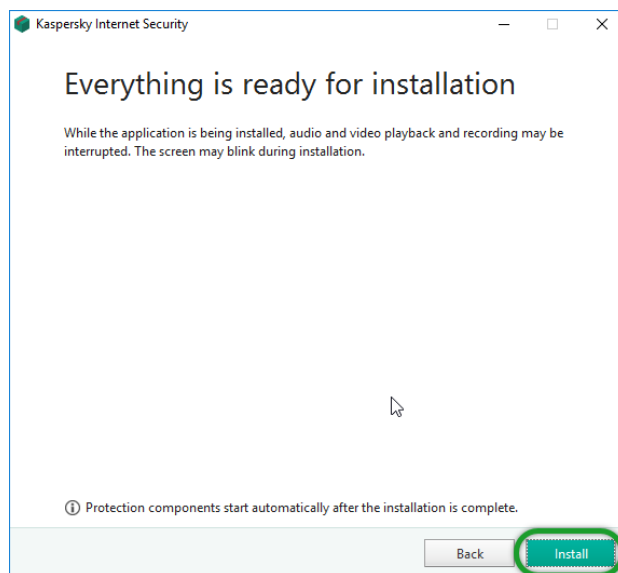 Kaspersky Internet Security
Everything is ready for installation
While the application is being installed, audio and video playback and recording may be
interrupted. The screen may blink during installation.
Protection components start automatically after the installation is complete.
Back
Install